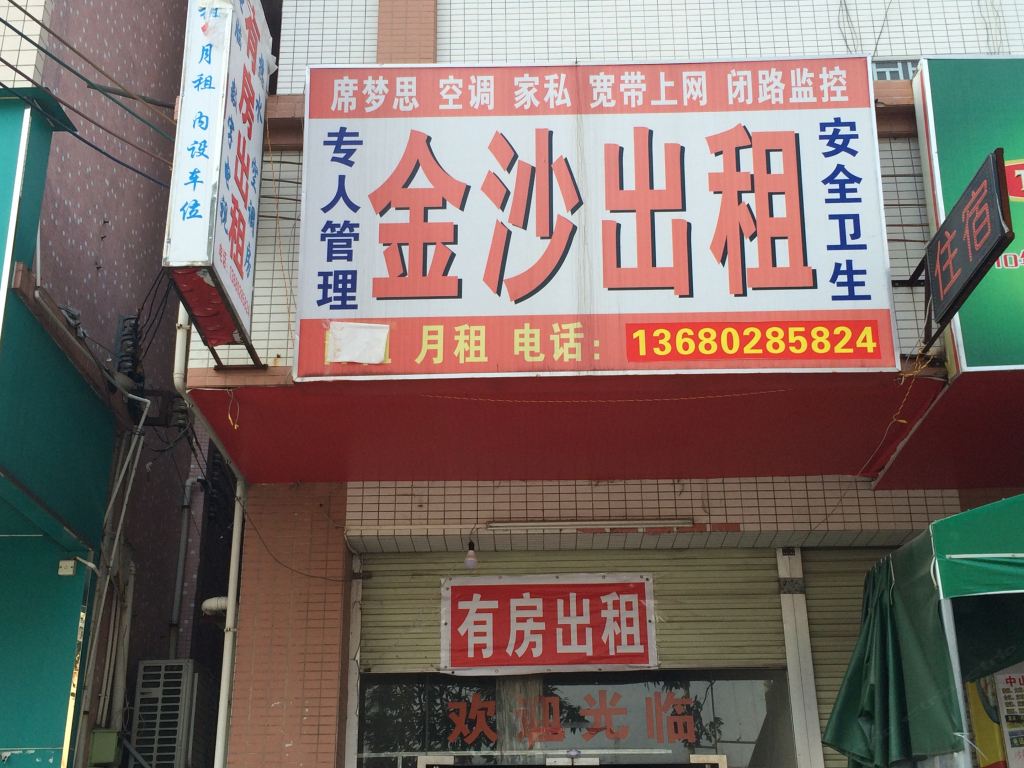 席梦思 空调 家私 宽带上网 闭路监控
专人管理
金沙出租
安全卫生
月租 电话：13680285824
月租 内设车位
有房出租
住宿
有房出租
欢迎光临